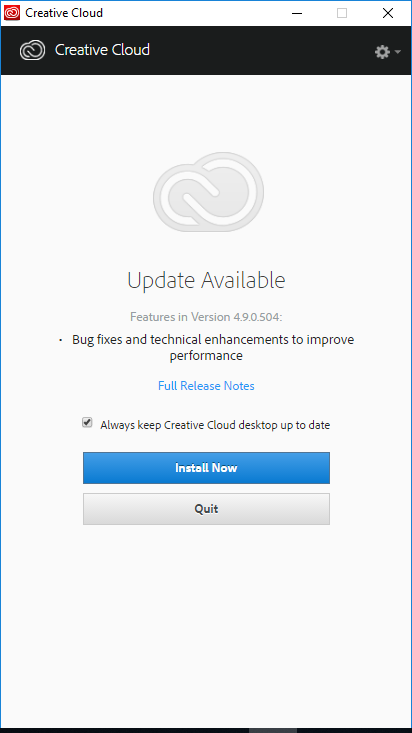 Creative Cloud
Creative Cloud
Update Available
Features in Version 4.9.0.504:
• Bug fixes and technical enhancements to improve
performance
Full Release Notes
Always keep Creative Cloud desktop up to date
Install Now
Quit